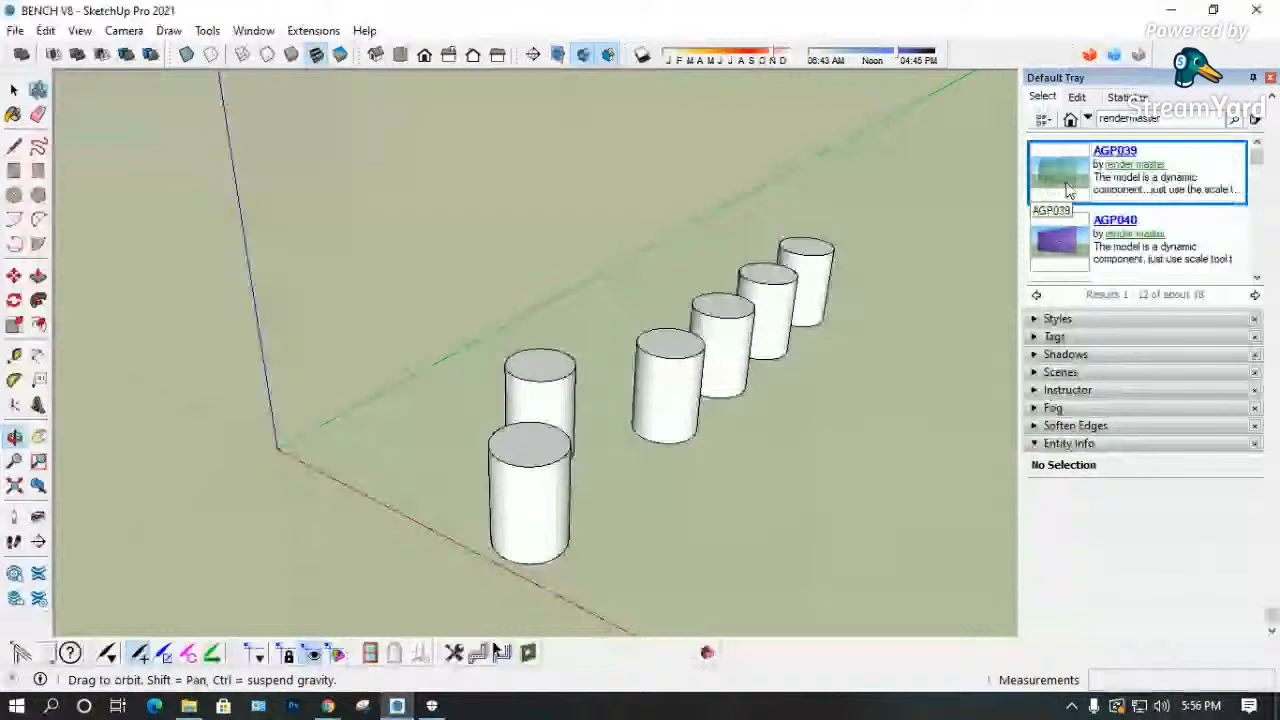 BENCH V8 - SketchUp Pro 2021
File Edit View Camera Draw Tools Window Extensions Help
Powered by
StreamYard
J F M A M J J A S O N D
06:43 AM Noon 04:45 PM
Default Tray
Select Edit
rendermaster
AGP039
by render master
The model is a dynamic
component...just use the scale t...
AGP039
AGP040
by render master
The model is a dynamic
component, just use scale tool t
Results 1 - 12 of about 18
Styles
Tags
Shadows
Scenes
Instructor
Fog
Soften Edges
Entity Info
No Selection
Drag to orbit. Shift = Pan, Ctrl = suspend gravity.
Measurements
5:56 PM